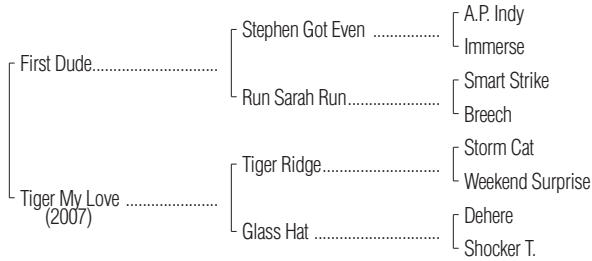 A.P. Indy
Stephen Got Even ................
Immerse
First Dude..............................
Smart Strike
Run Sarah Run......................
Breech
Storm Cat
Tiger Ridge............................
Weekend Surprise
Tiger My Love ......................
(2007)
Dehere
Glass Hat ..............................
Shocker T.